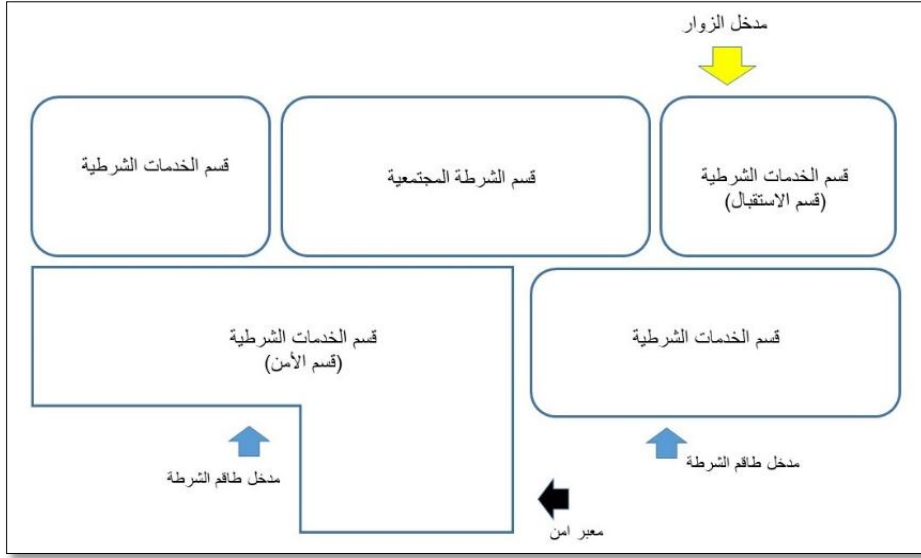 مدخل الزوار
قسم الخدمات الشرطية
(قسم الاستقبال)
قسم الشرطة المجتمعية
قسم الخدمات الشرطية
قسم الخدمات الشرطية
قسم الخدمات الشرطية
(قسم الأمن)
مدخل طاقم الشرطة
مدخل طاقم الشرطة
معبر امن